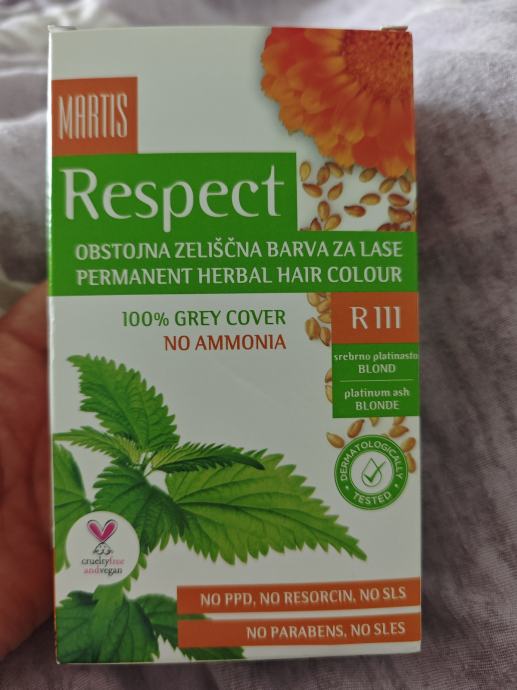 MARTIS
Respect
OBSTOJNA ZELIŠČNA BARVA ZA LASE
PERMANENT HERBAL HAIR COLOUR
100% GREY COVER
NO AMMONIA
R 111
srebrno platinasto
BLOND
platinum ash
BLONDE
DERMATOLOGICALLY
TESTED
crueltyfree
andvegan
NO PPD, NO RESORCIN, NO SLS
NO PARABENS, NO SLES